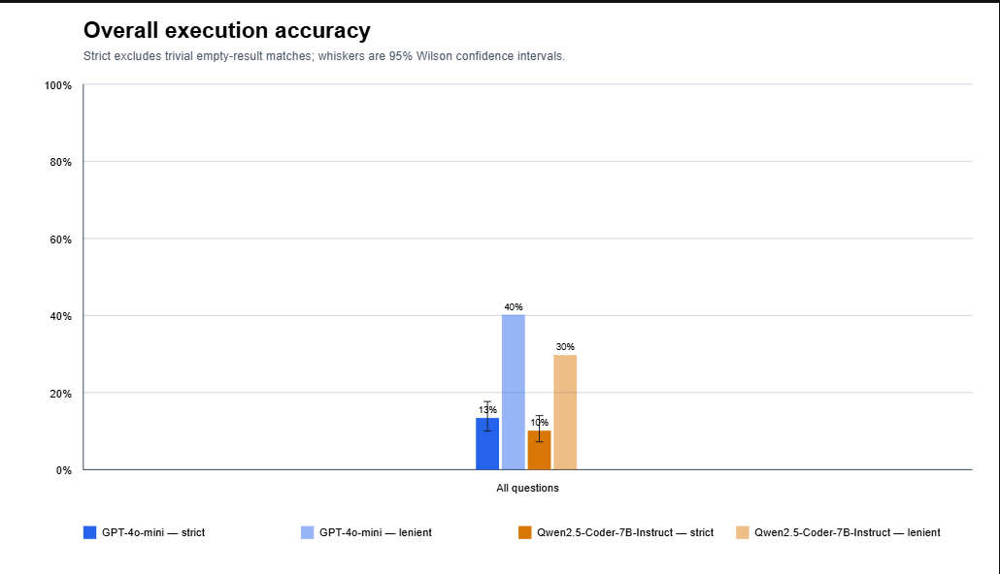 Overall execution accuracy
Strict excludes trivial empty-result matches; whiskers are 95% Wilson confidence intervals.
100%
80%
60%
40%
20%
0%
13%
40%
10%
30%
All questions
GPT-4o-mini — strict
GPT-4o-mini — lenient
Qwen2.5-Coder-7B-Instruct — strict
Qwen2.5-Coder-7B-Instruct — lenient